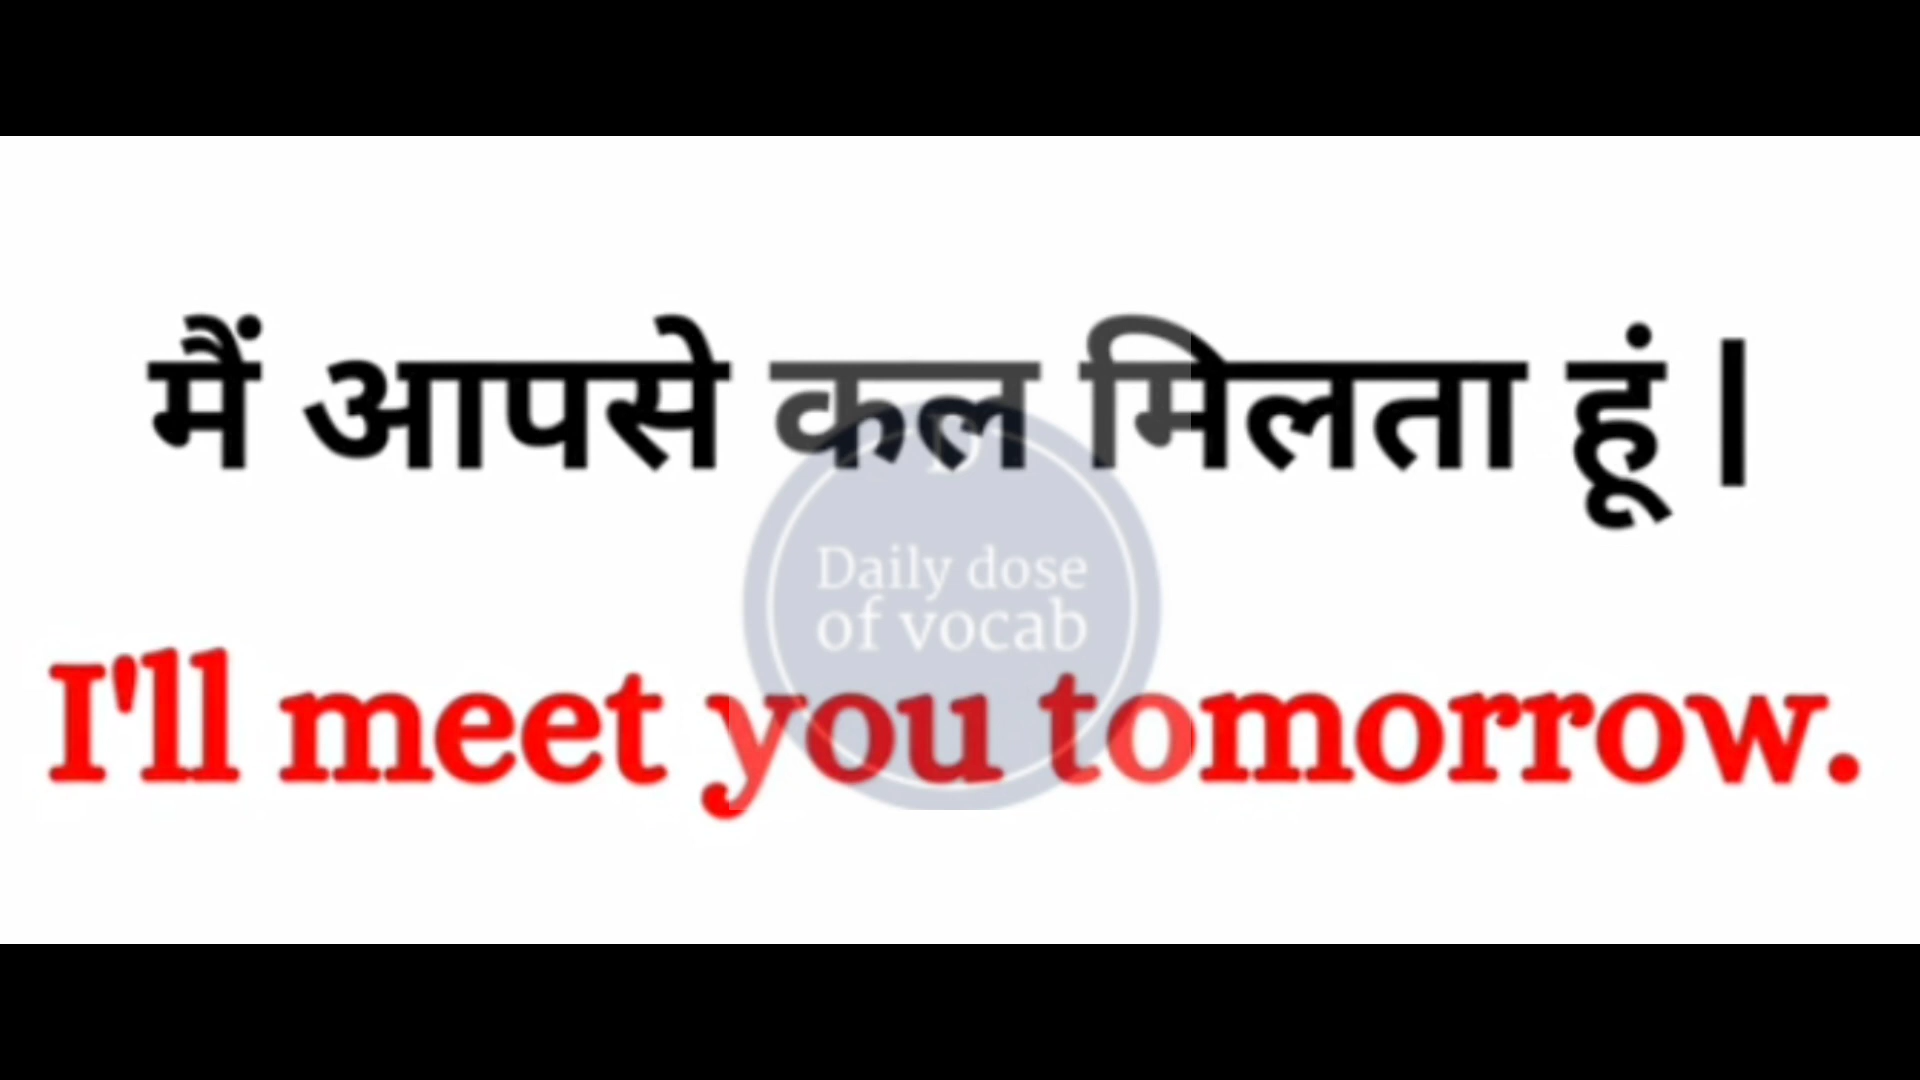 मैं आपसे कल मिलता हूं |
Daily dose
of vocab
I'll meet you tomorrow.